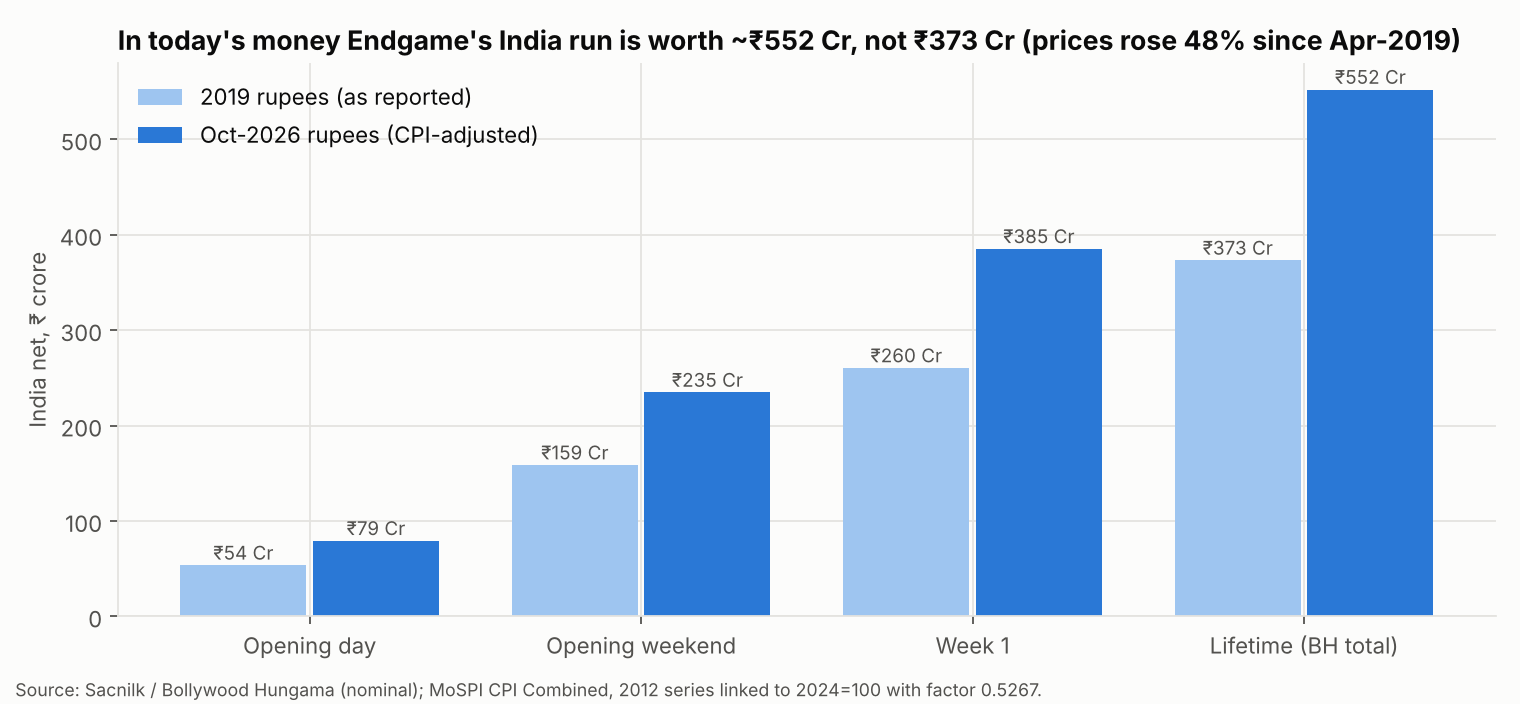 In today's money Endgame's India run is worth ~₹552 Cr, not ₹373 Cr (prices rose 48% since Apr-2019)
2019 rupees (as reported)
Oct-2026 rupees (CPI-adjusted)
India net, ₹ crore
500
400
300
200
100
0
₹54 Cr
₹79 Cr
₹159 Cr
₹235 Cr
₹260 Cr
₹385 Cr
₹373 Cr
₹552 Cr
Opening day
Opening weekend
Week 1
Lifetime (BH total)
Source: Sacnilk / Bollywood Hungama (nominal); MoSPI CPI Combined, 2012 series linked to 2024=100 with factor 0.5267.